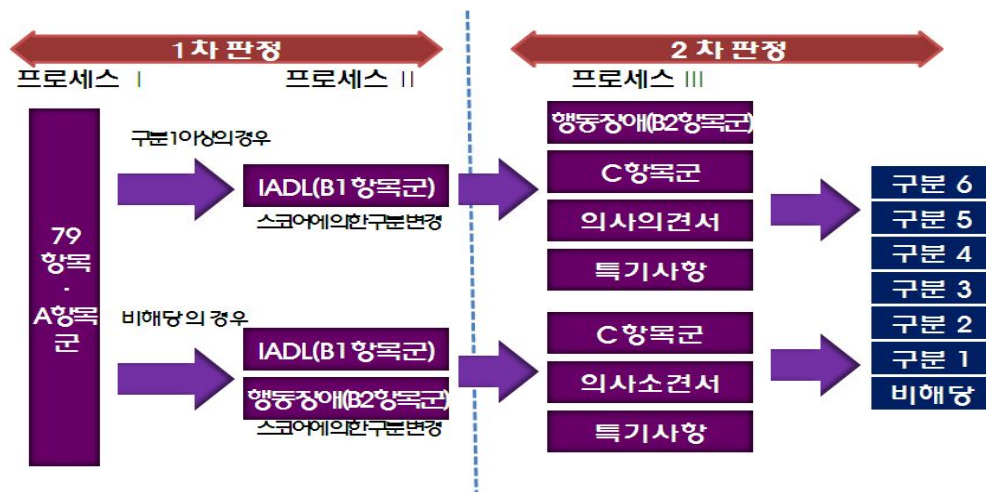 1차 판정
2차 판정
프로세스 I
프로세스 II
프로세스 III
79
항목
·
A항목
군
구분1이상의 경우
IADL(B1항목군)
스코어에의한구분변경
비해당의 경우
IADL(B1항목군)
행동장애(B2항목군)
스코어에의한구분변경
행동장애(B2항목군)
C항목군
의사의견서
특기사항
C항목군
의사소견서
특기사항
구분 6
구분 5
구분 4
구분 3
구분 2
구분 1
비해당